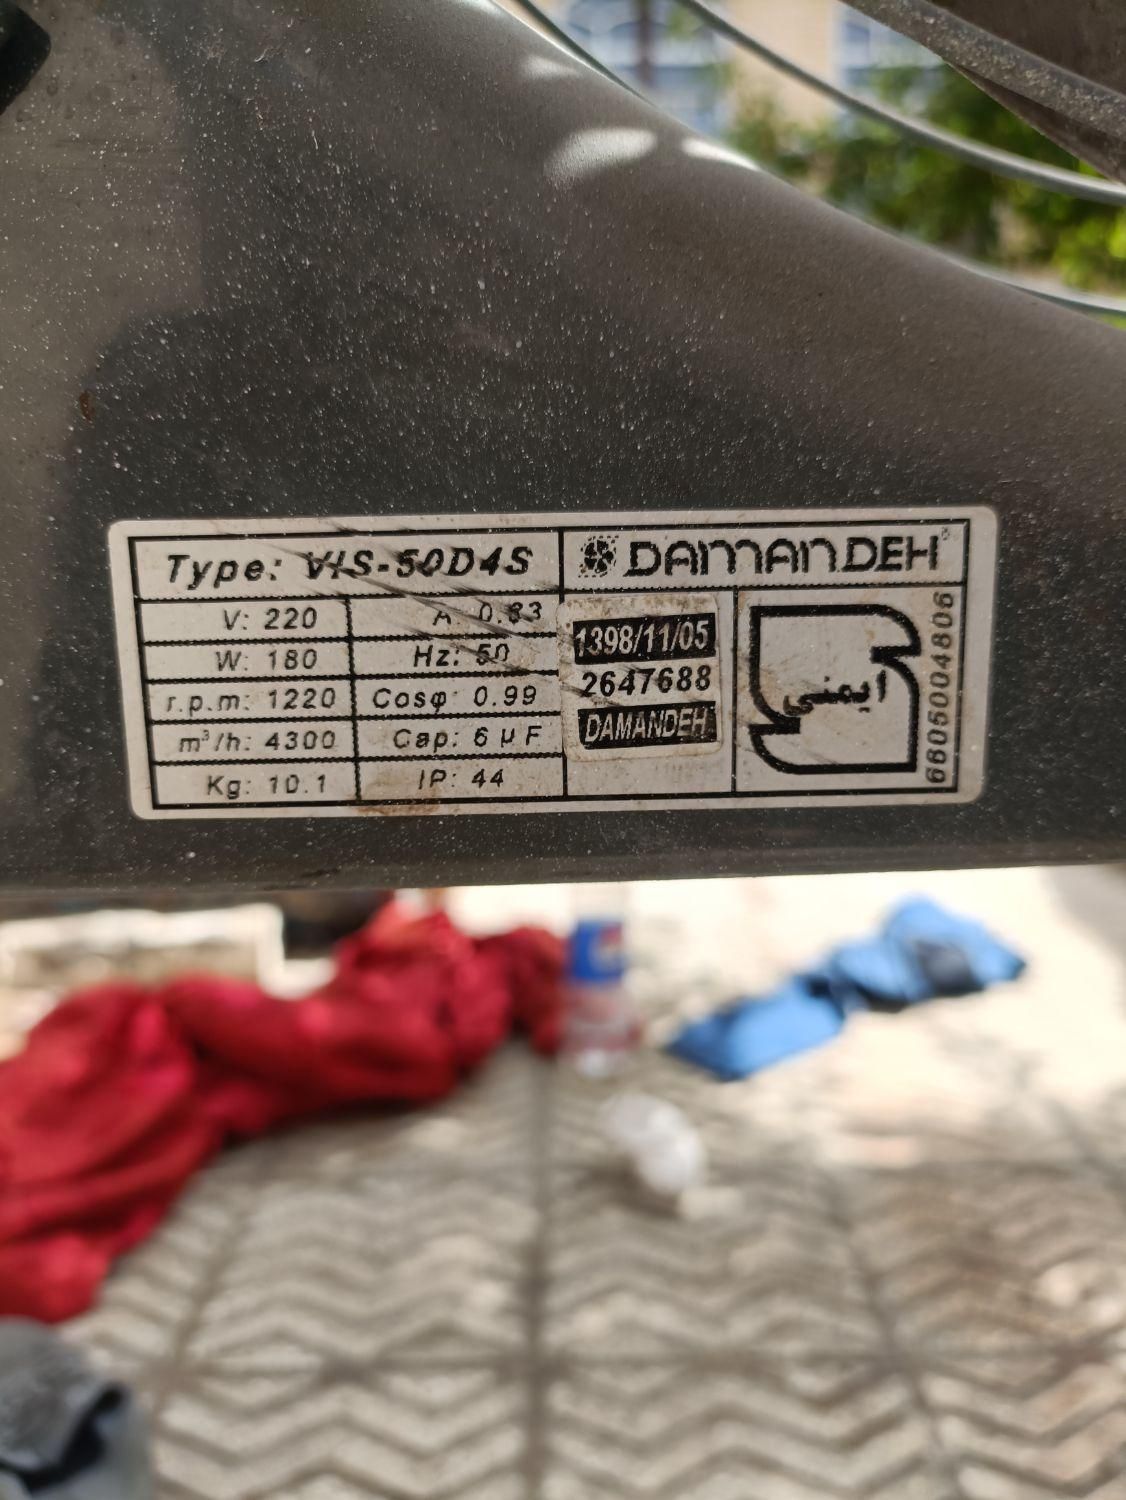 Type: VIS-50D4S
DAMANDEH
V: 220
A: 0.83
W: 180
Hz: 50
r.p.m: 1220
Cosφ: 0.99
m³/h: 4300
Cap: 6 µF
Kg: 10.1
IP: 44
1398/11/05
2647688
DAMANDEH
ایمنی
6605004806